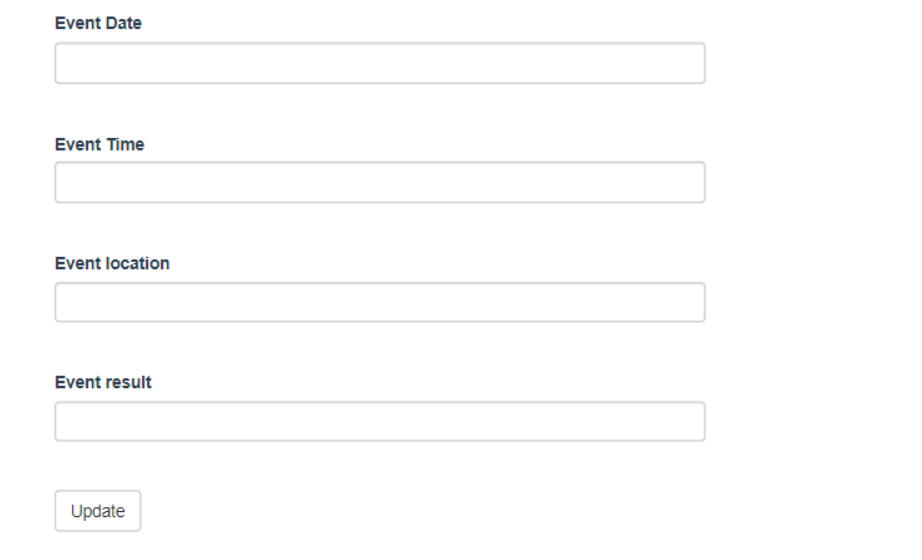 Event Date
Event Time
Event location
Event result
Update